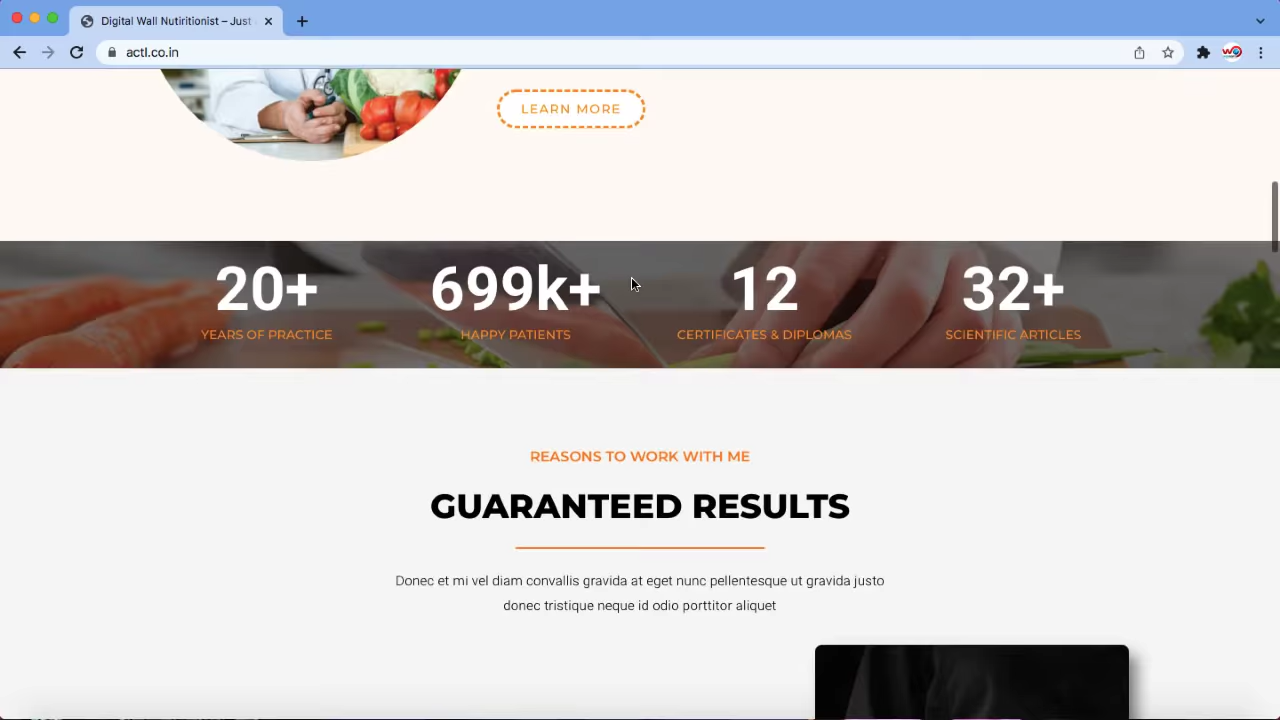 Digital Wall Nutiritionist – Just
actl.co.in
LEARN MORE
20+
YEARS OF PRACTICE
699k+
HAPPY PATIENTS
12
CERTIFICATES & DIPLOMAS
32+
SCIENTIFIC ARTICLES
REASONS TO WORK WITH ME
GUARANTEED RESULTS
Donec et mi vel diam convallis gravida at eget nunc pellentesque ut gravida justo
donec tristique neque id odio porttitor aliquet